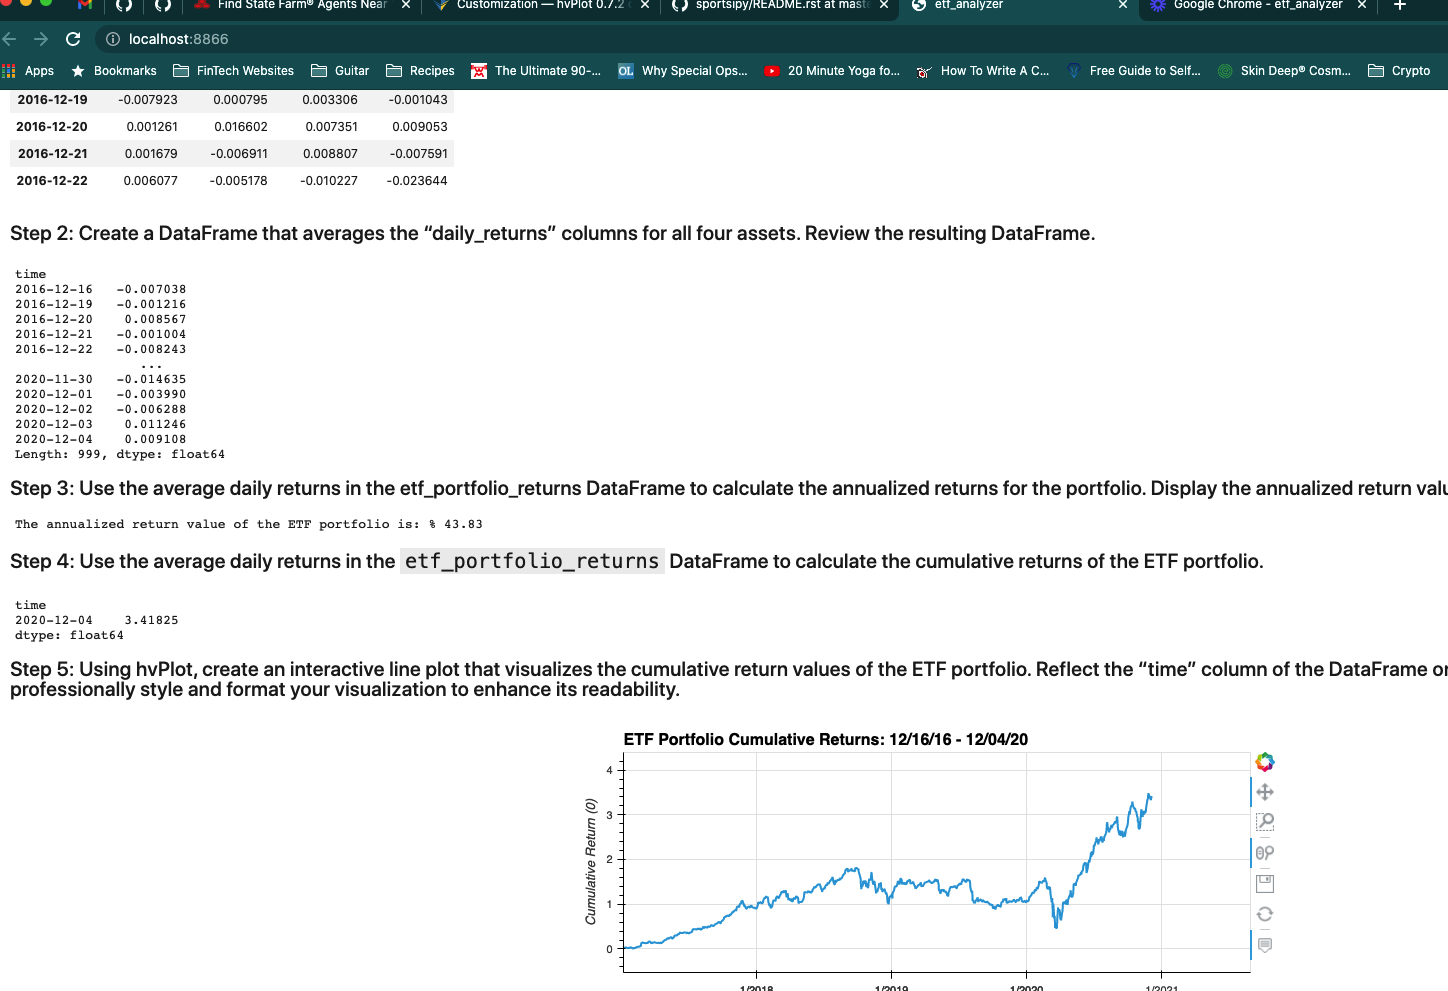 Find State Farm® Agents Near
Customization — hvPlot 0.7.2
sportsipy/README.rst at mast
etf_analyzer
Google Chrome - etf_analyzer
localhost:8866
Apps
Bookmarks
FinTech Websites
Guitar
Recipes
The Ultimate 90-...
OL Why Special Ops...
20 Minute Yoga fo...
How To Write A C...
Free Guide to Self...
Skin Deep® Cosm...
Crypto
2016-12-19 -0.007923 0.000795 0.003306 -0.001043
2016-12-20 0.001261 0.016602 0.007351 0.009053
2016-12-21 0.001679 -0.006911 0.008807 -0.007591
2016-12-22 0.006077 -0.005178 -0.010227 -0.023644
Step 2: Create a DataFrame that averages the “daily_returns” columns for all four assets. Review the resulting DataFrame.
time
2016-12-16 -0.007038
2016-12-19 -0.001216
2016-12-20 0.008567
2016-12-21 -0.001004
2016-12-22 -0.008243
...
2020-11-30 -0.014635
2020-12-01 -0.003990
2020-12-02 -0.006288
2020-12-03 0.011246
2020-12-04 0.009108
Length: 999, dtype: float64
Step 3: Use the average daily returns in the etf_portfolio_returns DataFrame to calculate the annualized returns for the portfolio. Display the annualized return valu
The annualized return value of the ETF portfolio is: % 43.83
Step 4: Use the average daily returns in the etf_portfolio_returns DataFrame to calculate the cumulative returns of the ETF portfolio.
time
2020-12-04 3.41825
dtype: float64
Step 5: Using hvPlot, create an interactive line plot that visualizes the cumulative return values of the ETF portfolio. Reflect the “time” column of the DataFrame on
professionally style and format your visualization to enhance its readability.
ETF Portfolio Cumulative Returns: 12/16/16 - 12/04/20
Cumulative Return (0)
4
3
2
1
0
1/2018
1/2019
1/2020
1/2021